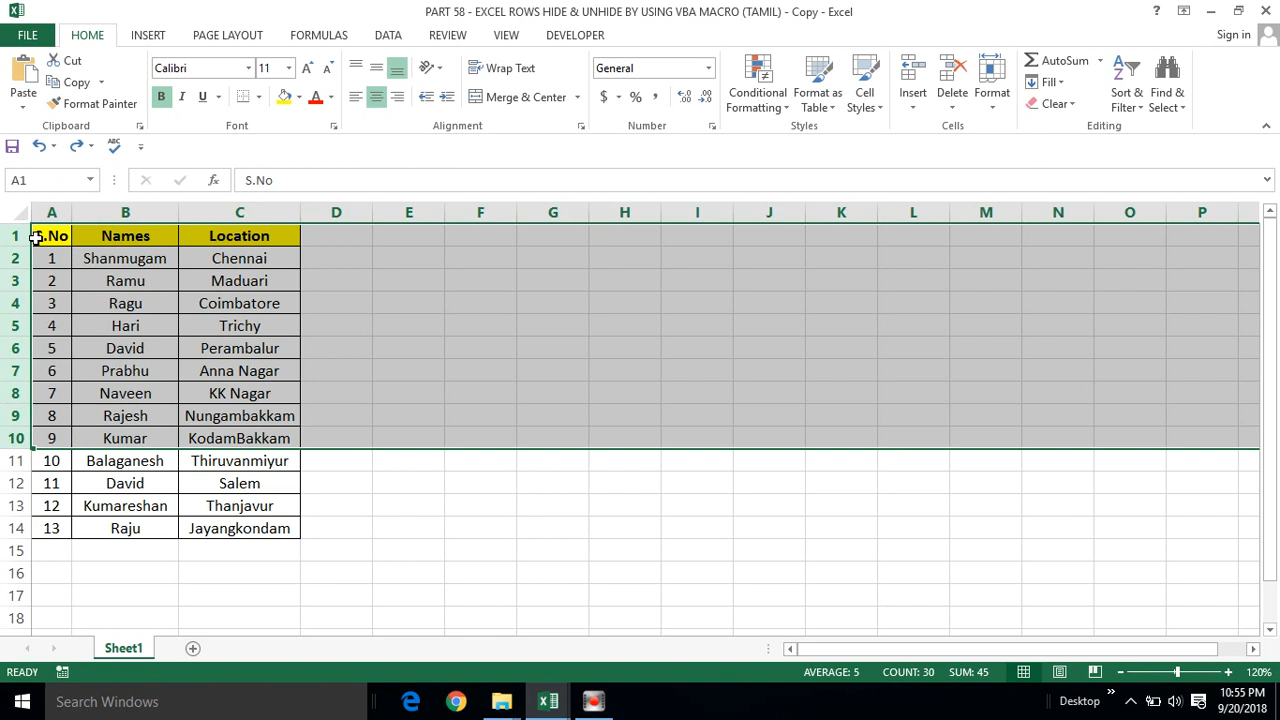 PART 58 - EXCEL ROWS HIDE & UNHIDE BY USING VBA MACRO (TAMIL) - Copy - Excel
FILE HOME INSERT PAGE LAYOUT FORMULAS DATA REVIEW VIEW DEVELOPER Sign in
Paste Cut Copy Format Painter Clipboard
Calibri 11 B I U Font
Wrap Text Merge & Center Alignment
General $ % , Number
Conditional Formatting Format as Table Cell Styles Styles
Insert Delete Format Cells
AutoSum Fill Clear Sort & Filter Find & Select Editing
A1 fx S.No
A B C D E F G H I J K L M N O P
1 S.No Names Location
2 1 Shanmugam Chennai
3 2 Ramu Maduari
4 3 Ragu Coimbatore
5 4 Hari Trichy
6 5 David Perambalur
7 6 Prabhu Anna Nagar
8 7 Naveen KK Nagar
9 8 Rajesh Nungambakkam
10 9 Kumar KodamBakkam
11 10 Balaganesh Thiruvanmiyur
12 11 David Salem
13 12 Kumareshan Thanjavur
14 13 Raju Jayangkondam
15
16
17
18
Sheet1
READY AVERAGE: 5 COUNT: 30 SUM: 45 120%
Search Windows Desktop 10:55 PM
9/20/2018